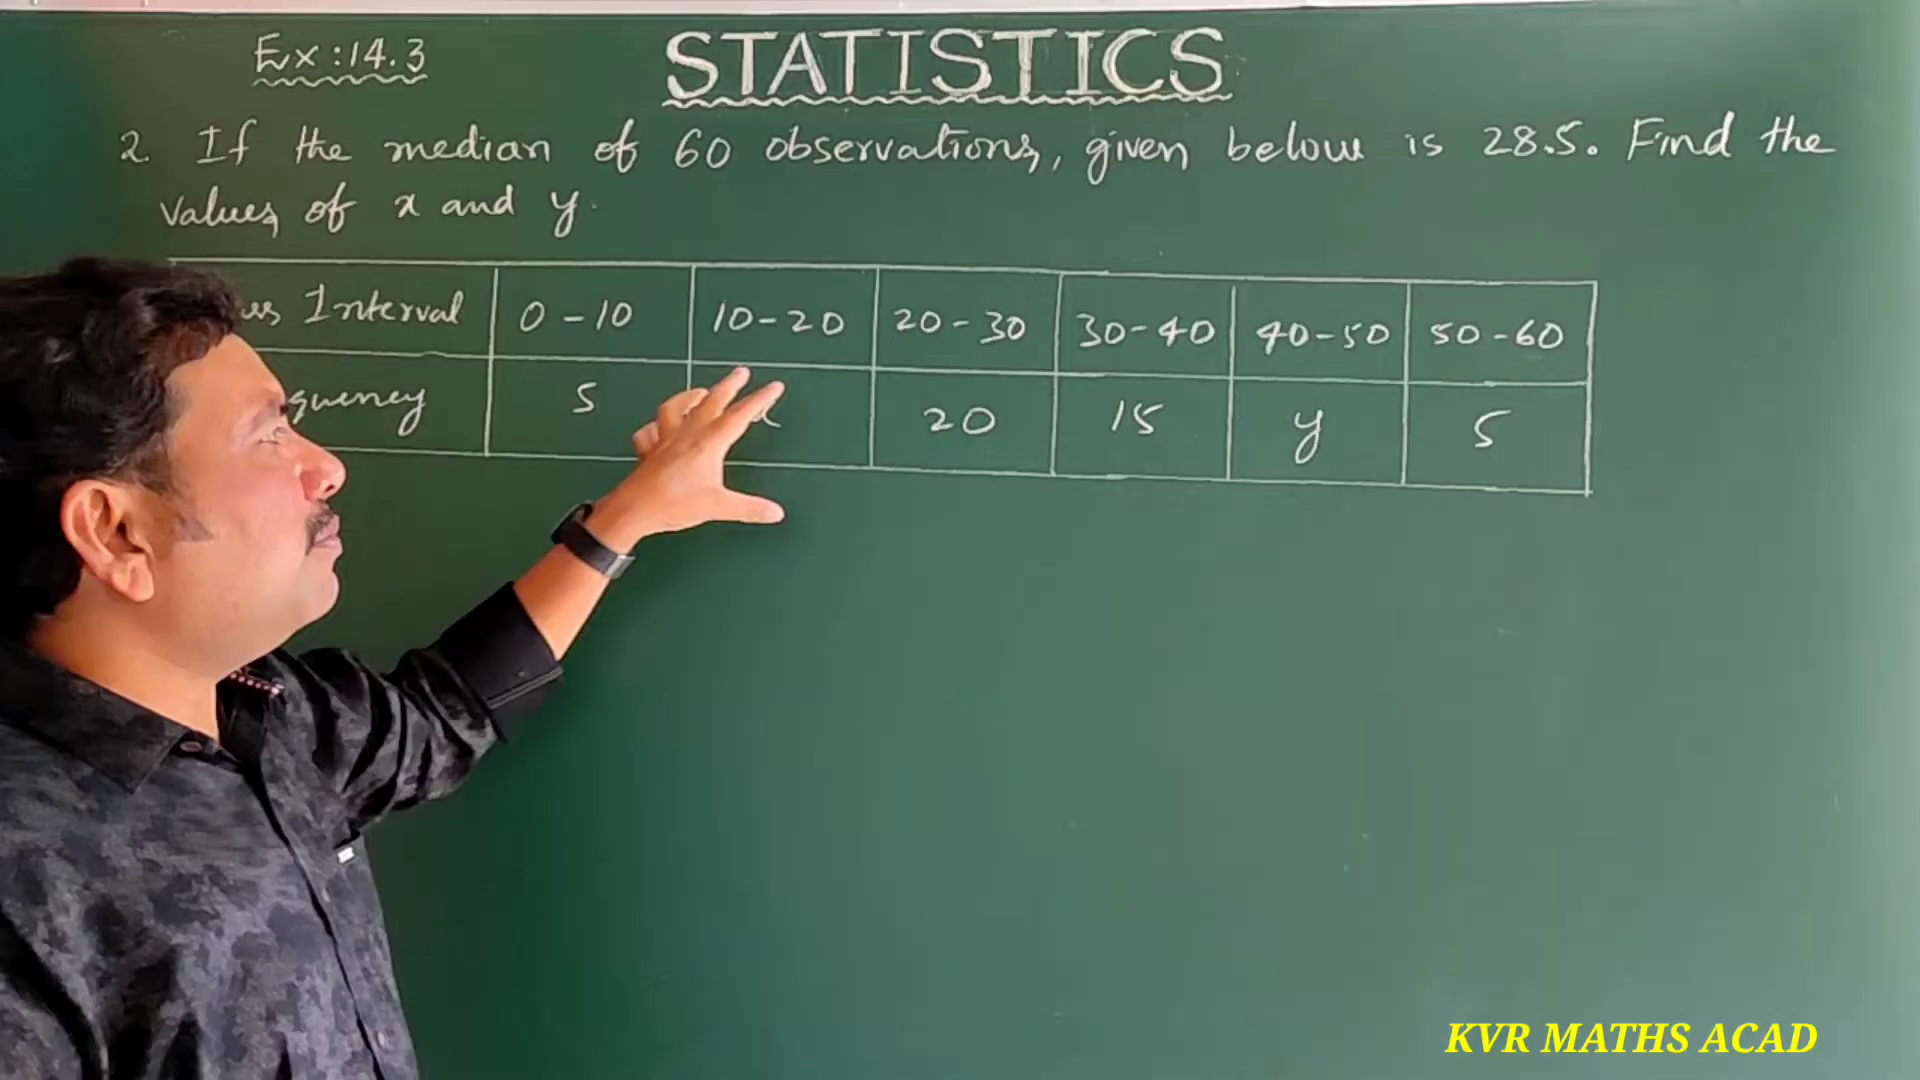 Ex : 14.3
STATISTICS
2. If the median of 60 observations, given below is 28.5. Find the
values of x and y.
Interval 0-10 10-20 20-30 30-40 40-50 50-60
5 x 20 15 y 5
KVR MATHS ACAD